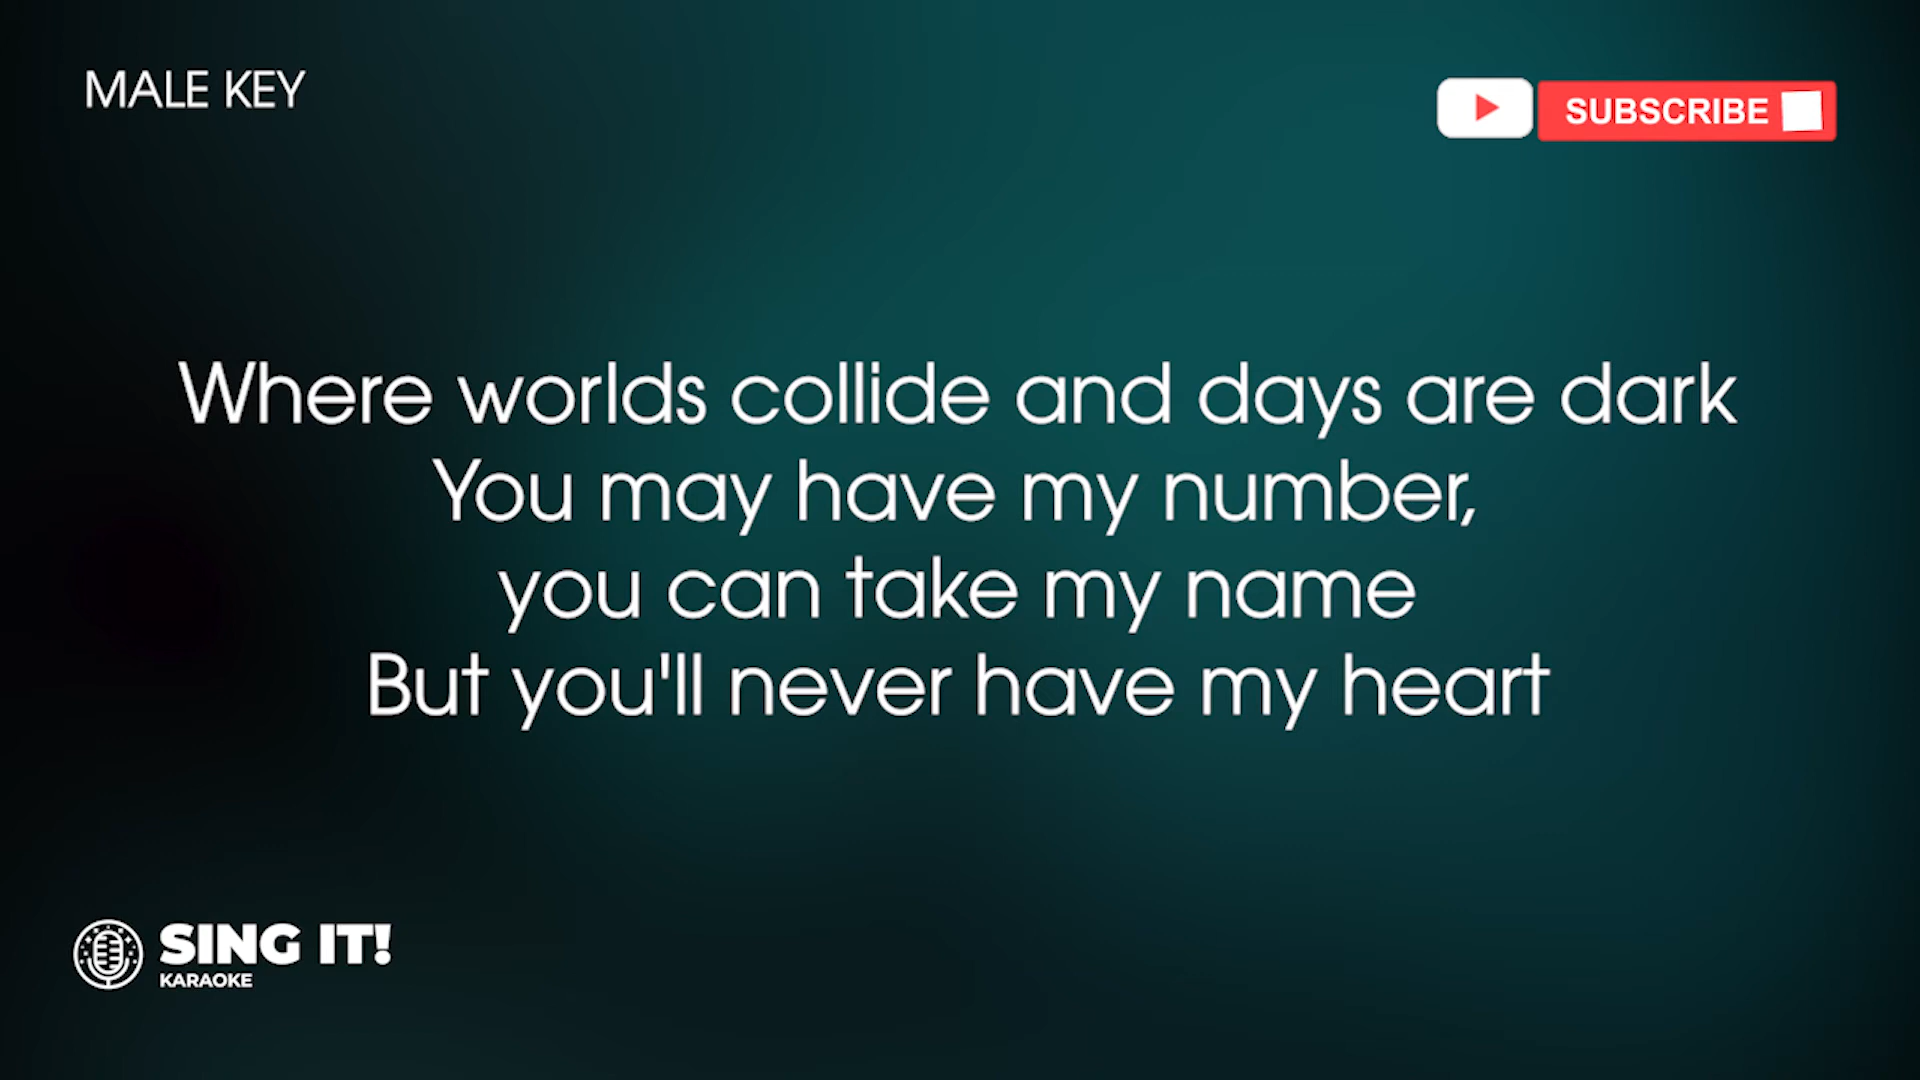 MALE KEY
SUBSCRIBE
Where worlds collide and days are dark
You may have my number,
you can take my name
But you'll never have my heart
SING IT!
KARAOKE